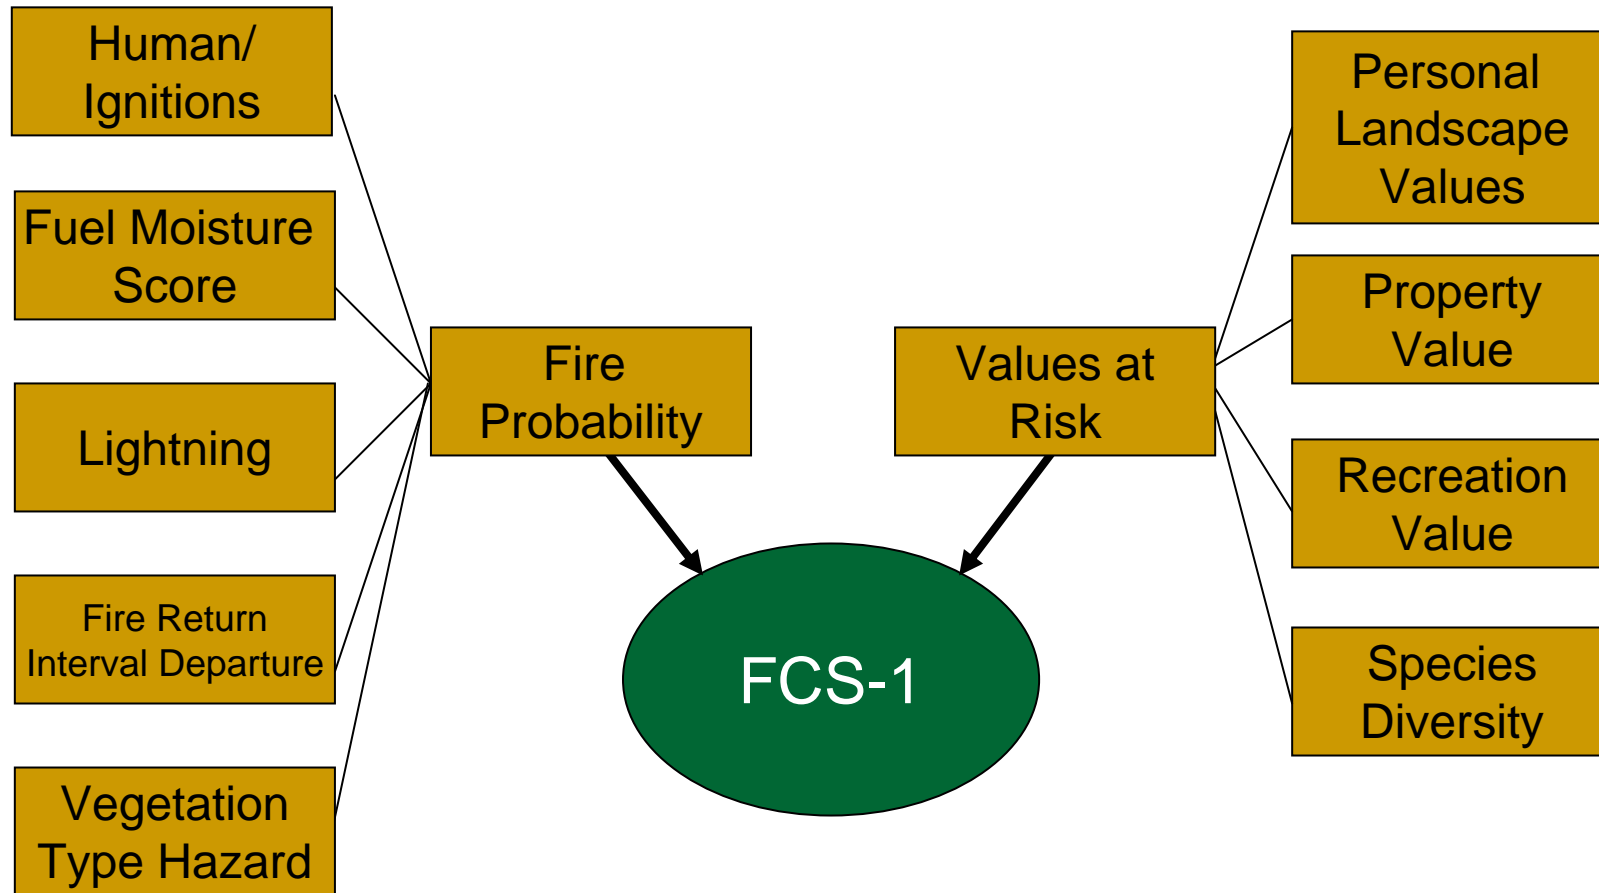 Human/
Ignitions
Fuel Moisture
Score
Lightning
Fire Return
Interval Departure
Vegetation
Type Hazard
Fire
Probability
Values at
Risk
FCS-1
Personal
Landscape
Values
Property
Value
Recreation
Value
Species
Diversity